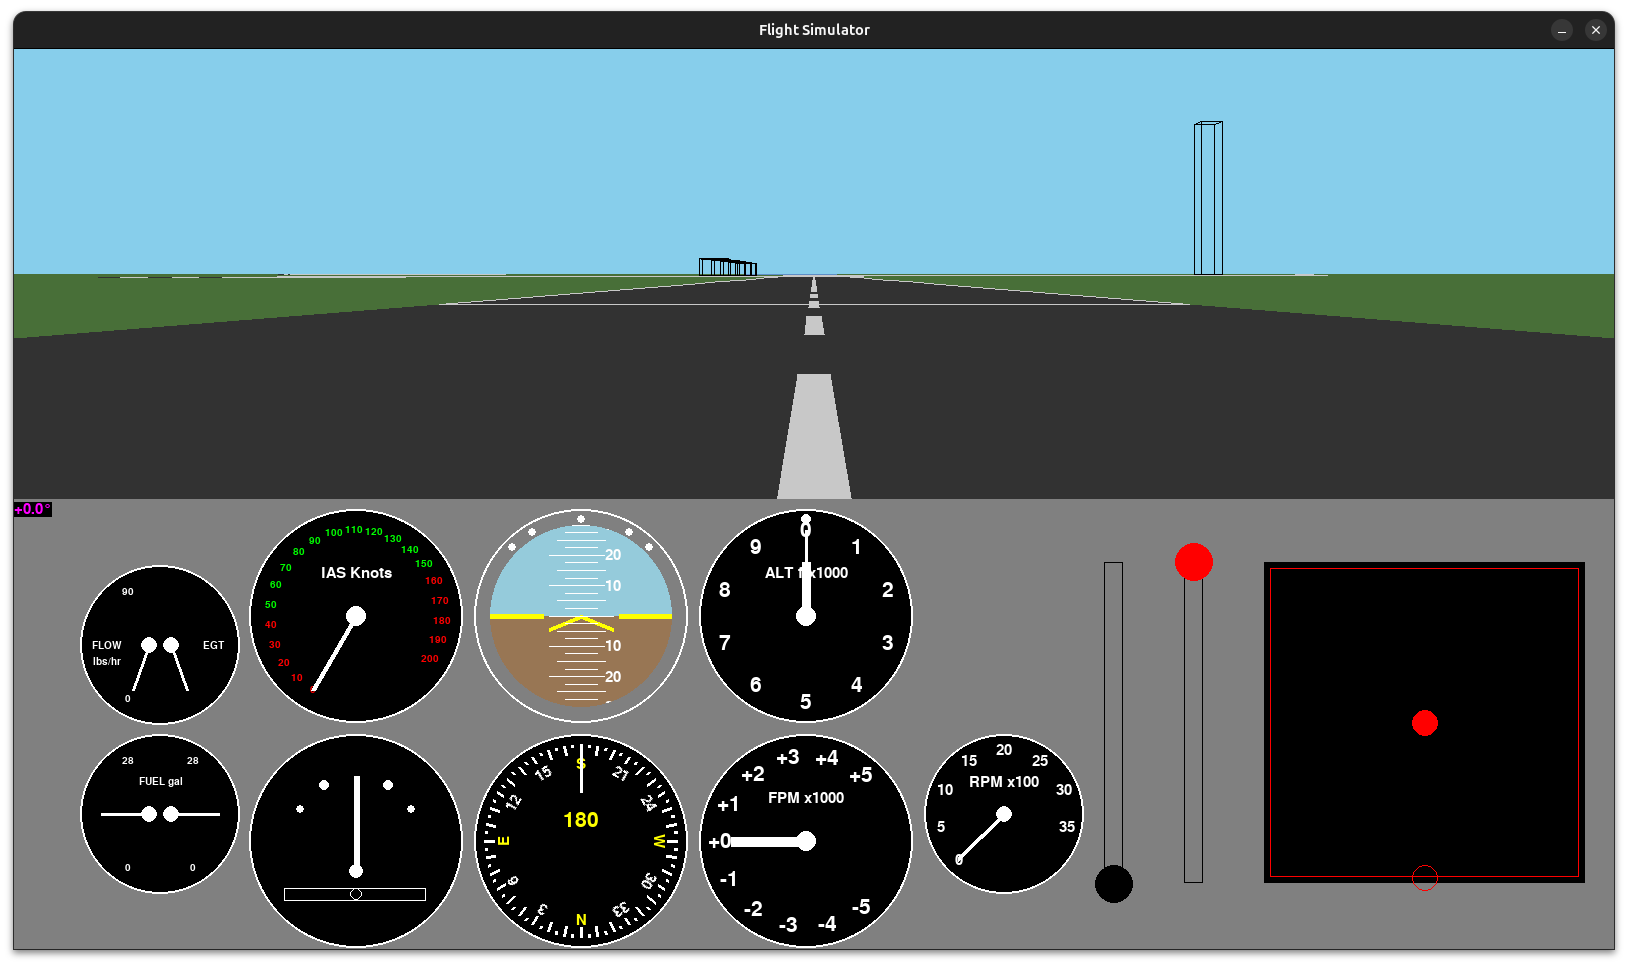 Flight Simulator
+0.0°
90
FLOW
lbs/hr
EGT
0
10 20 30 40 50 60 70 80 90 100 110 120 130 140 150 160 170 180 190 200
IAS Knots
20
10
10
20
0 1 2 3 4 5 6 7 8 9
28 28
FUEL gal
0 0
S 21 24 W 30 33 N 3 6 E 12 15
180
+0 +1 +2 +3 +4 +5
FPM x1000
-1 -2 -3 -4 -5
0 5 10 15 20 25 30 35
RPM x100